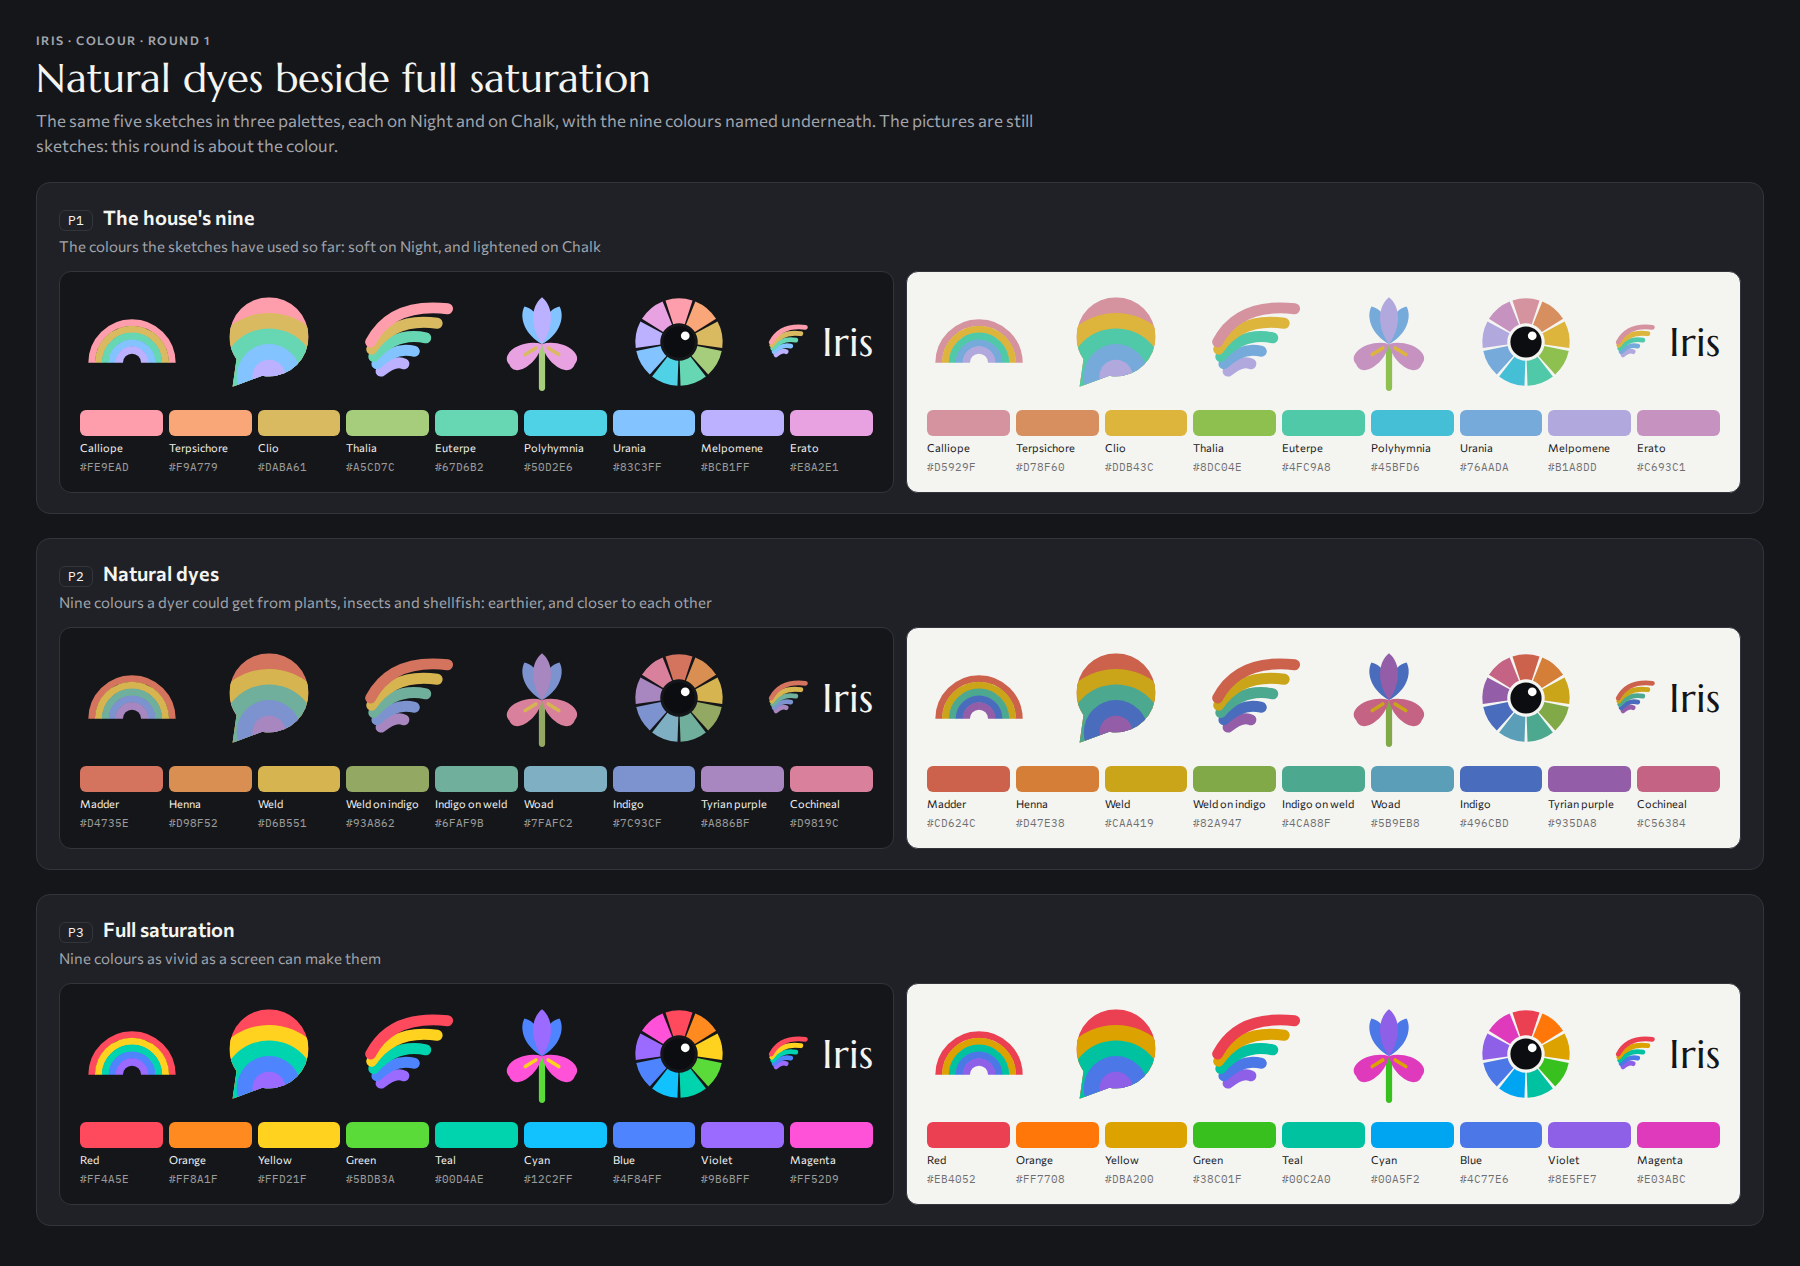 IRIS · COLOUR · ROUND 1
Natural dyes beside full saturation
The same five sketches in three palettes, each on Night and on Chalk, with the nine colours named underneath. The pictures are still
sketches: this round is about the colour.
P1 The house's nine
The colours the sketches have used so far: soft on Night, and lightened on Chalk
Iris
Calliope Terpsichore Clio Thalia Euterpe Polyhymnia Urania Melpomene Erato
#FE9EAD #F9A779 #DABA61 #A5CD7C #67D6B2 #50D2E6 #83C3FF #BCB1FF #E8A2E1
Iris
Calliope Terpsichore Clio Thalia Euterpe Polyhymnia Urania Melpomene Erato
#D5929F #D78F60 #DDB43C #8DC04E #4FC9A8 #45BFD6 #76AADA #B1A8DD #C693C1
P2 Natural dyes
Nine colours a dyer could get from plants, insects and shellfish: earthier, and closer to each other
Iris
Madder Henna Weld Weld on indigo Indigo on weld Woad Indigo Tyrian purple Cochineal
#D4735E #D98F52 #D6B551 #93A862 #6FAF9B #7FAFC2 #7C93CF #A886BF #D9819C
Iris
Madder Henna Weld Weld on indigo Indigo on weld Woad Indigo Tyrian purple Cochineal
#CD624C #D47E38 #CAA419 #82A947 #4CA88F #5B9EB8 #496CBD #935DA8 #C56384
P3 Full saturation
Nine colours as vivid as a screen can make them
Iris
Red Orange Yellow Green Teal Cyan Blue Violet Magenta
#FF4A5E #FF8A1F #FFD21F #5BDB3A #00D4AE #12C2FF #4F84FF #9B6BFF #FF52D9
Iris
Red Orange Yellow Green Teal Cyan Blue Violet Magenta
#EB4052 #FF7708 #DBA200 #38C01F #00C2A0 #00A5F2 #4C77E6 #8E5FE7 #E03ABC